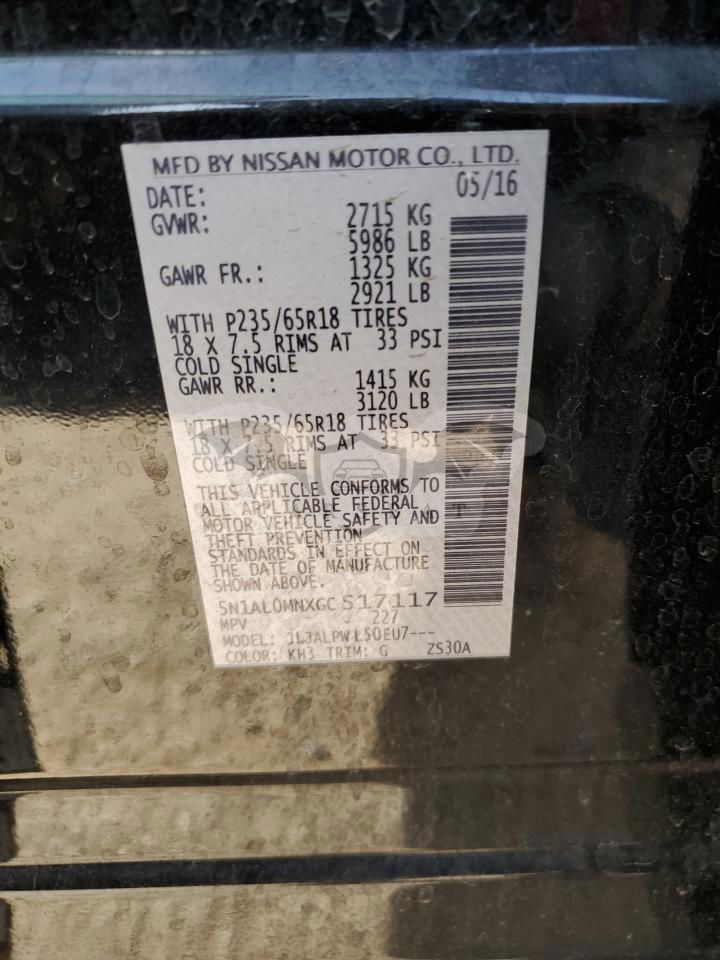 MFD BY NISSAN MOTOR CO., LTD.
DATE: 05/16
GVWR: 2715 KG
5986 LB
GAWR FR.: 1325 KG
2921 LB
WITH P235/65R18 TIRES
18 X 7.5 RIMS AT 33 PSI
COLD SINGLE
GAWR RR.: 1415 KG
3120 LB
WITH P235/65R18 TIRES
18 X 7.5 RIMS AT 33 PSI
COLD SINGLE
THIS VEHICLE CONFORMS TO
ALL APPLICABLE FEDERAL
MOTOR VEHICLE SAFETY AND
THEFT PREVENTION
STANDARDS IN EFFECT ON
THE DATE OF MANUFACTURE
SHOWN ABOVE.
5N1AL0MNXGC517117
MPV 227
MODEL: JL3ALPWL50EU7---
COLOR: KH3 TRIM: G ZS30A